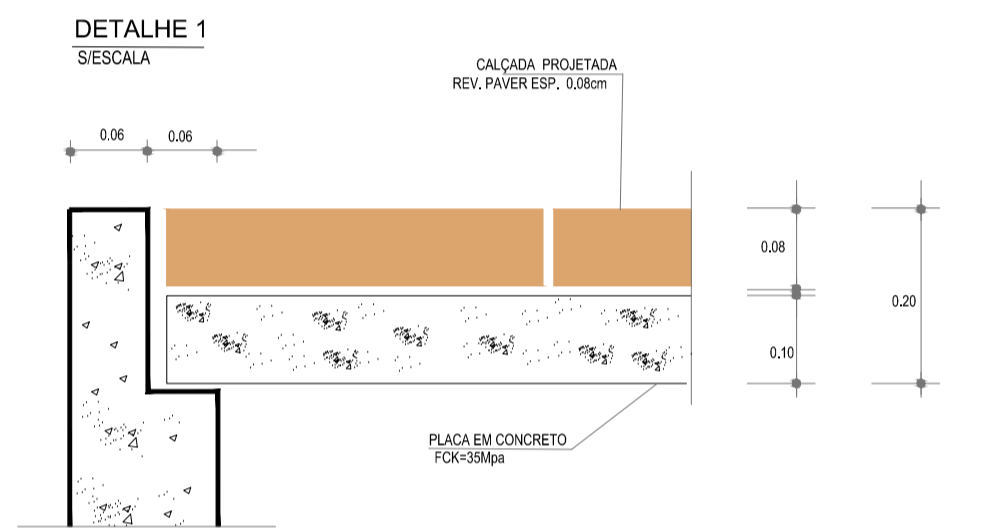 DETALHE 1
S/ESCALA
CALÇADA PROJETADA
REV. PAVER ESP. 0.08cm
0.06
0.06
0.08
0.20
0.10
PLACA EM CONCRETO
FCK=35Mpa